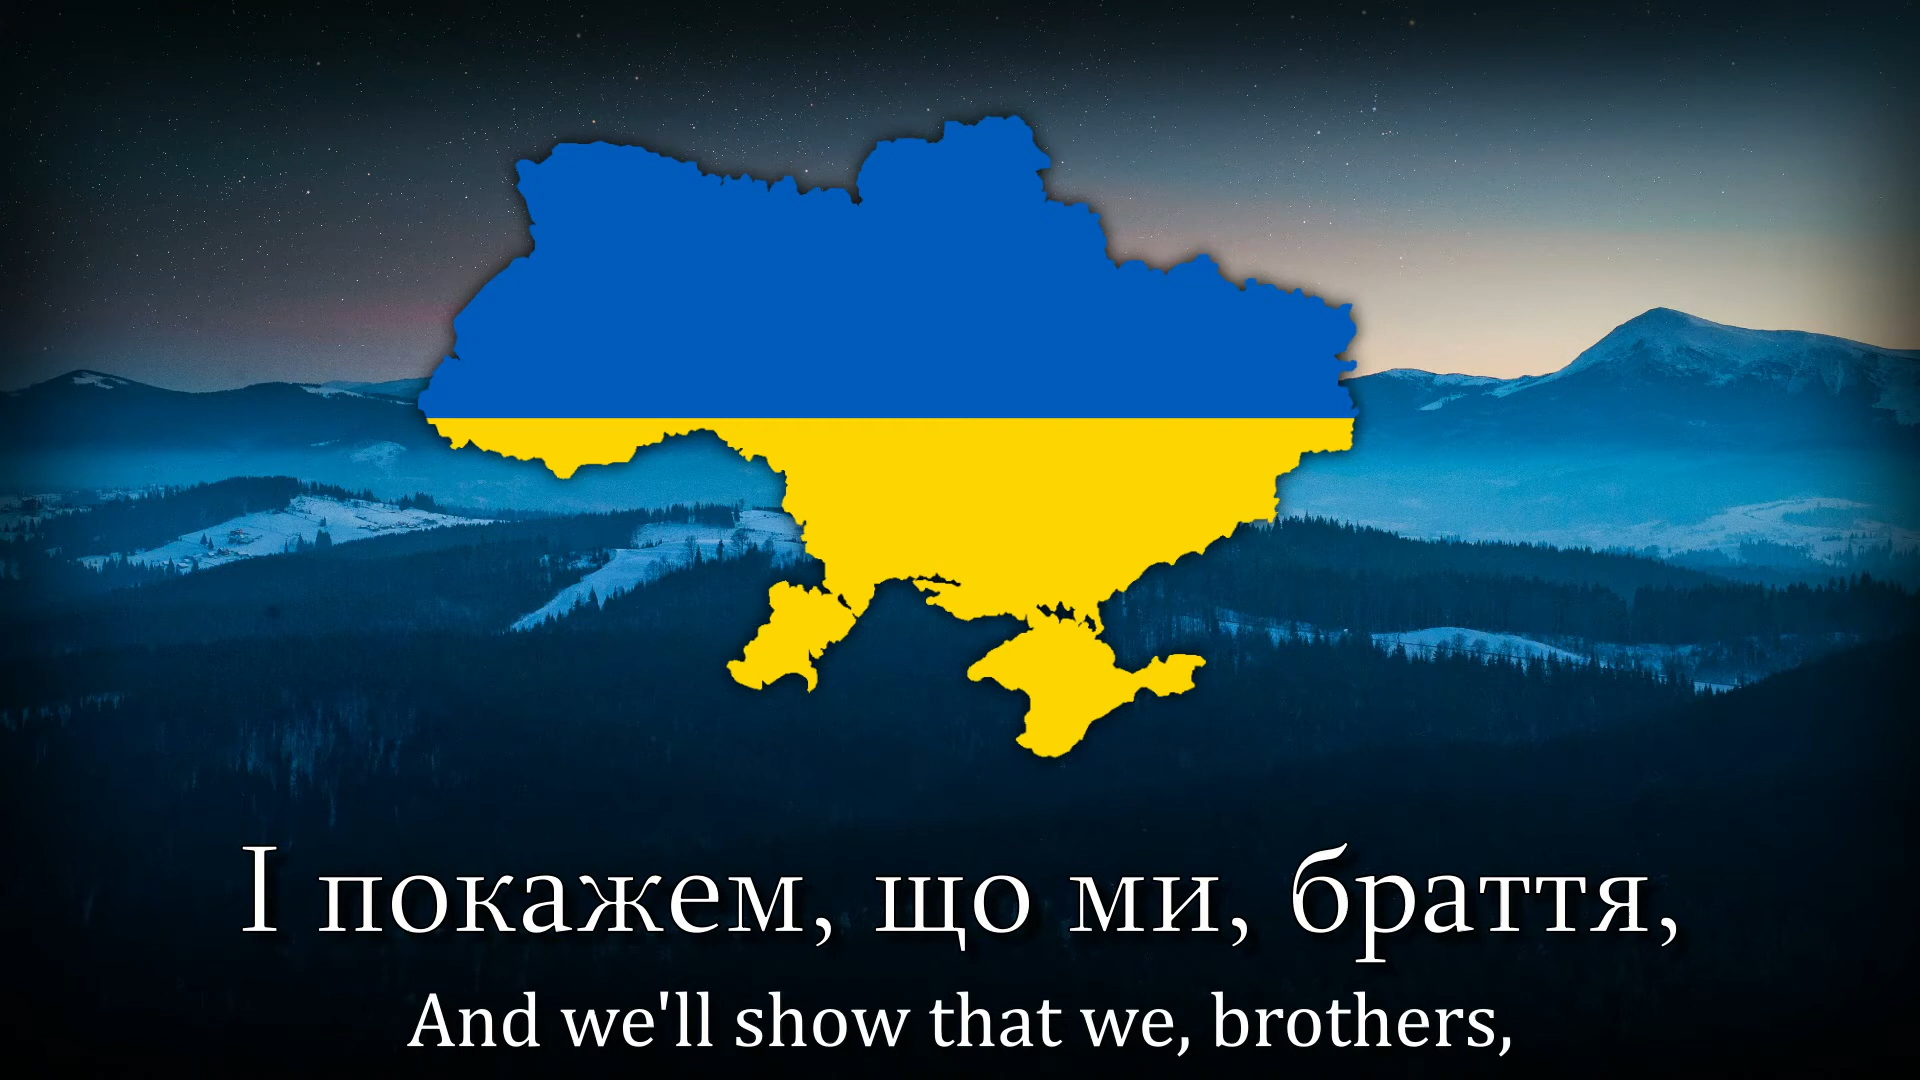 І покажем, що ми, браття,
And we'll show that we, brothers,